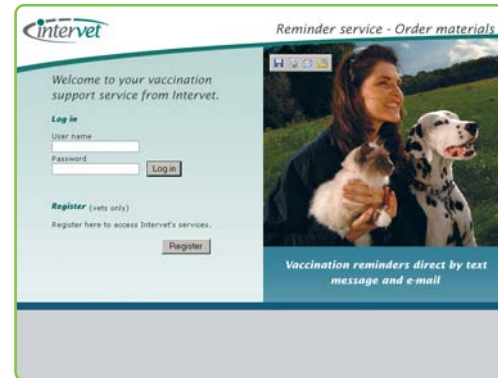 intervet
Reminder service - Order materials
Welcome to your vaccination
support service from Intervet.
Log in
User name
Password
Log in
Register (vets only)
Register here to access Intervet's services.
Register
Vaccination reminders direct by text
message and e-mail